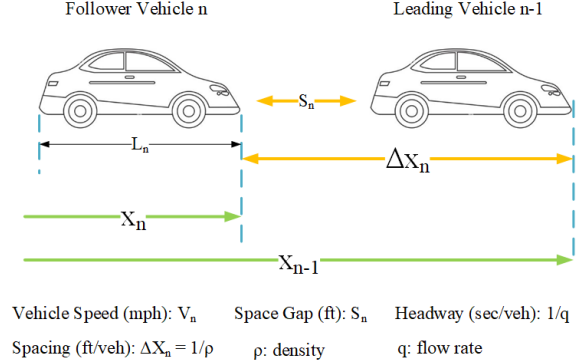 Follower Vehicle n Leading Vehicle n-1
Sₙ
Lₙ
ΔXₙ
Xₙ
Xₙ₋₁
Vehicle Speed (mph): Vₙ Space Gap (ft): Sₙ Headway (sec/veh): 1/q
Spacing (ft/veh): ΔXₙ = 1/ρ ρ: density q: flow rate